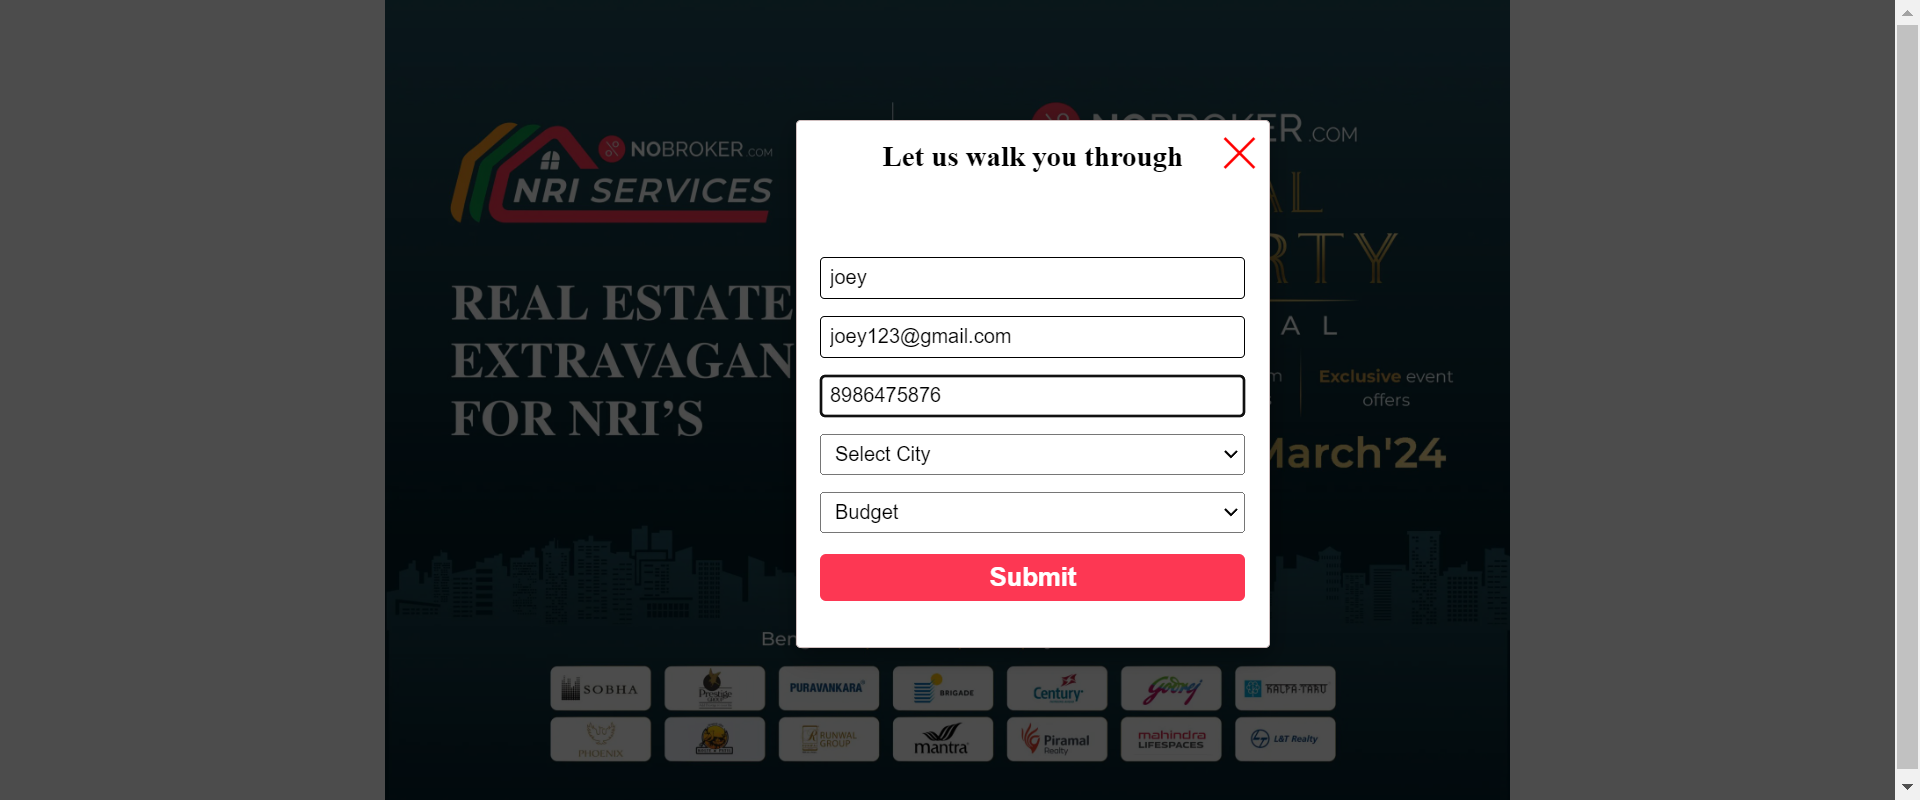 NOBROKER.COM
NRI SERVICES
REAL ESTATE
EXTRAVAGAN
FOR NRI'S
Let us walk you through
joey
joey123@gmail.com
8986475876
Select City
Budget
Submit
ER.COM
AL
RTY
AL
Exclusive event
offers
March'24
Ben
SOBHA
Prestige
PURAVANKARA
BRIGADE
Century
Godrej
KALPA-TARU
PHOENIX
RUNWAL
GROUP
mantra
Piramal
Realty
mahindra
LIFESPACES
L&T Realty